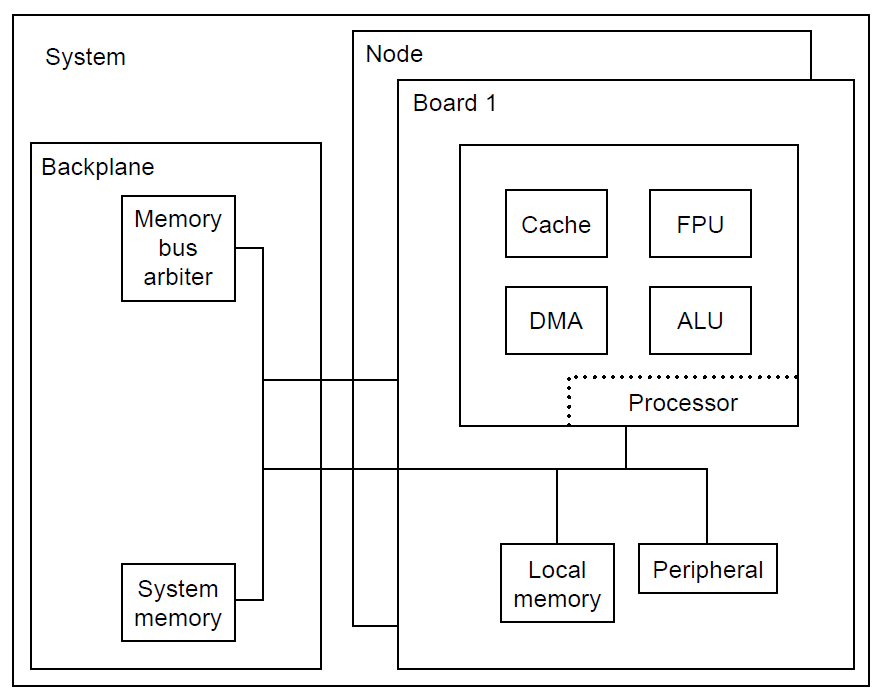 System
Node
Board 1
Backplane
Memory
bus
arbiter
Cache
FPU
DMA
ALU
Processor
System
memory
Local
memory
Peripheral